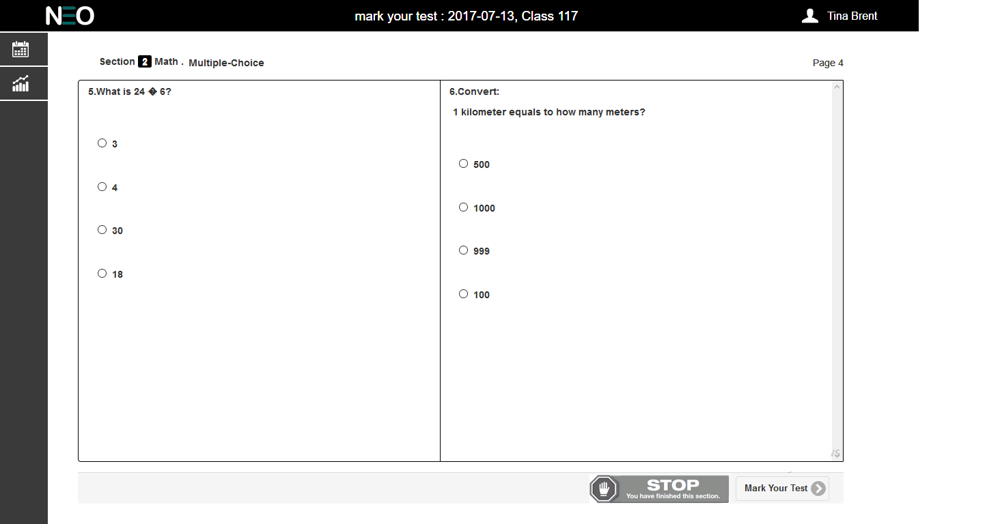 NEO
mark your test : 2017-07-13, Class 117
Tina Brent
Section 2 Math . Multiple-Choice
Page 4
5.What is 24 � 6?
3
4
30
18
6.Convert:
1 kilometer equals to how many meters?
500
1000
999
100
STOP
You have finished this section.
Mark Your Test